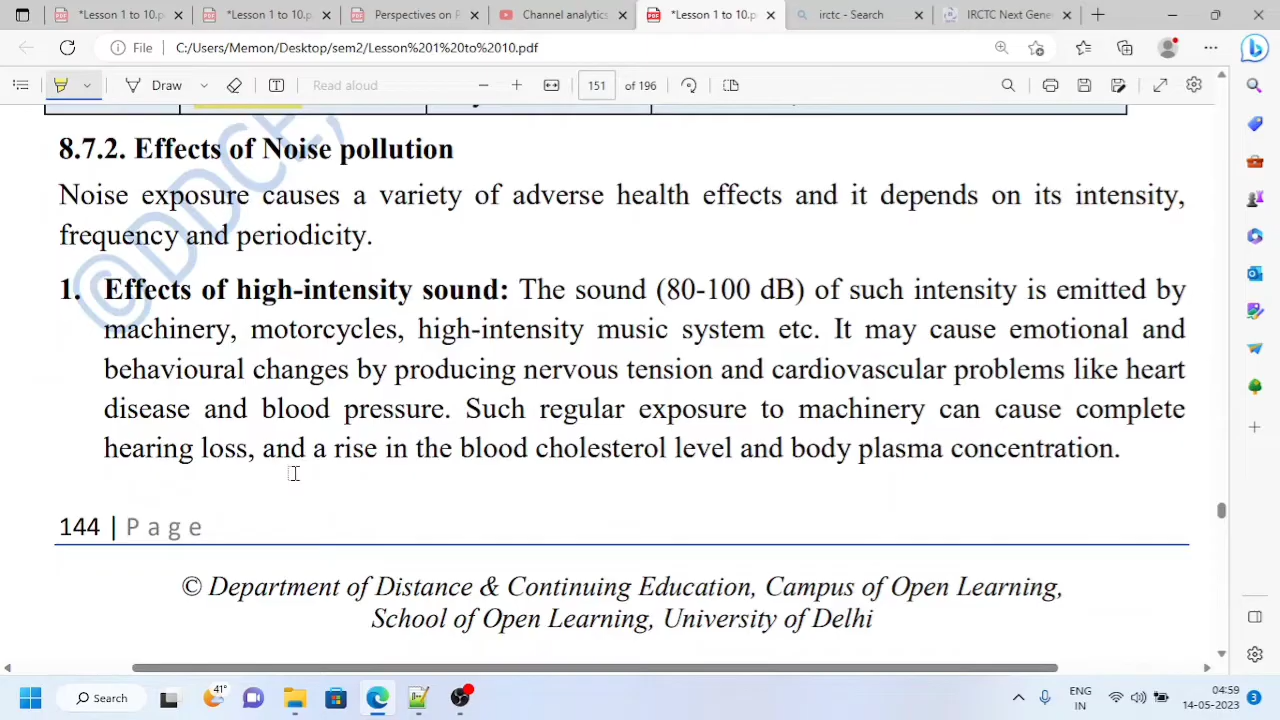 *Lesson 1 to 10.p
*Lesson 1 to 10.p
Perspectives on P
Channel analytics
*Lesson 1 to 10.p
irctc - Search
IRCTC Next Gene
File
C:/Users/Memon/Desktop/sem2/Lesson%201%20to%2010.pdf
Draw
Read aloud
151 of 196
©DDCE,
8.7.2. Effects of Noise pollution
Noise exposure causes a variety of adverse health effects and it depends on its intensity,
frequency and periodicity.
1. Effects of high-intensity sound: The sound (80-100 dB) of such intensity is emitted by
machinery, motorcycles, high-intensity music system etc. It may cause emotional and
behavioural changes by producing nervous tension and cardiovascular problems like heart
disease and blood pressure. Such regular exposure to machinery can cause complete
hearing loss, and a rise in the blood cholesterol level and body plasma concentration.
144 | P a g e
© Department of Distance & Continuing Education, Campus of Open Learning,
School of Open Learning, University of Delhi
Search
41°
ENG
IN
04:59
14-05-2023
3